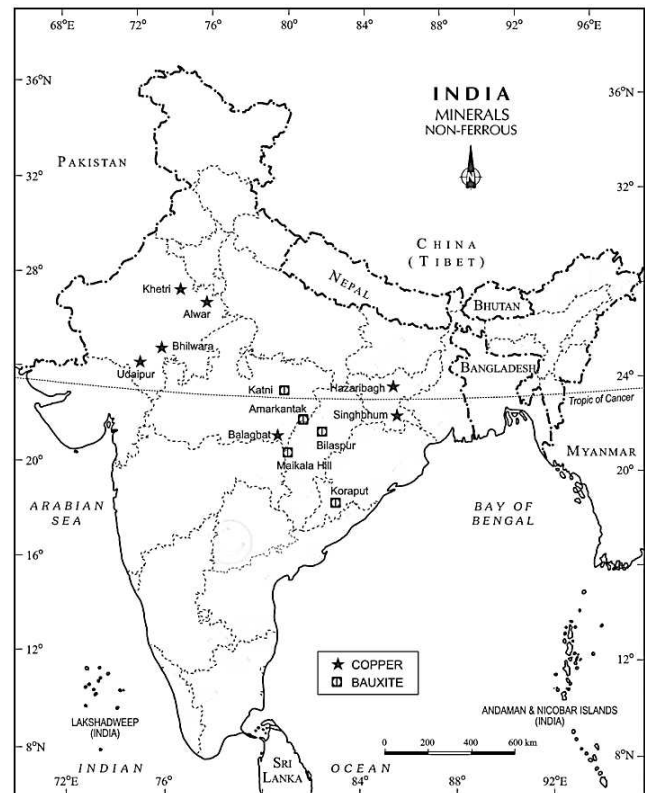 68°E 72° 76° 80° 84° 88° 92° 96°
36°N
INDIA
MINERALS
NON-FERROUS
36°N
N
PAKISTAN
32°
32°
CHINA
(TIBET)
NEPAL
28°
28°
Khetri
Alwar
BHUTAN
Bhilwara
Udaipur
BANGLADESH
24°
24°
Katni
Hazaribagh
Tropic of Cancer
Amarkantak
Singhbhum
Balaghat
Bilaspur
Maikala Hill
MYANMAR
20°
20°
Koraput
ARABIAN
SEA
BAY OF
BENGAL
16°
16°
12°
12°
COPPER
BAUXITE
LAKSHADWEEP
(INDIA)
ANDAMAN & NICOBAR ISLANDS
(INDIA)
8°N
8°N
0 200 400 600 km
INDIAN
SRI
LANKA
OCEAN
72°E 76° 80° 84° 88° 92°E